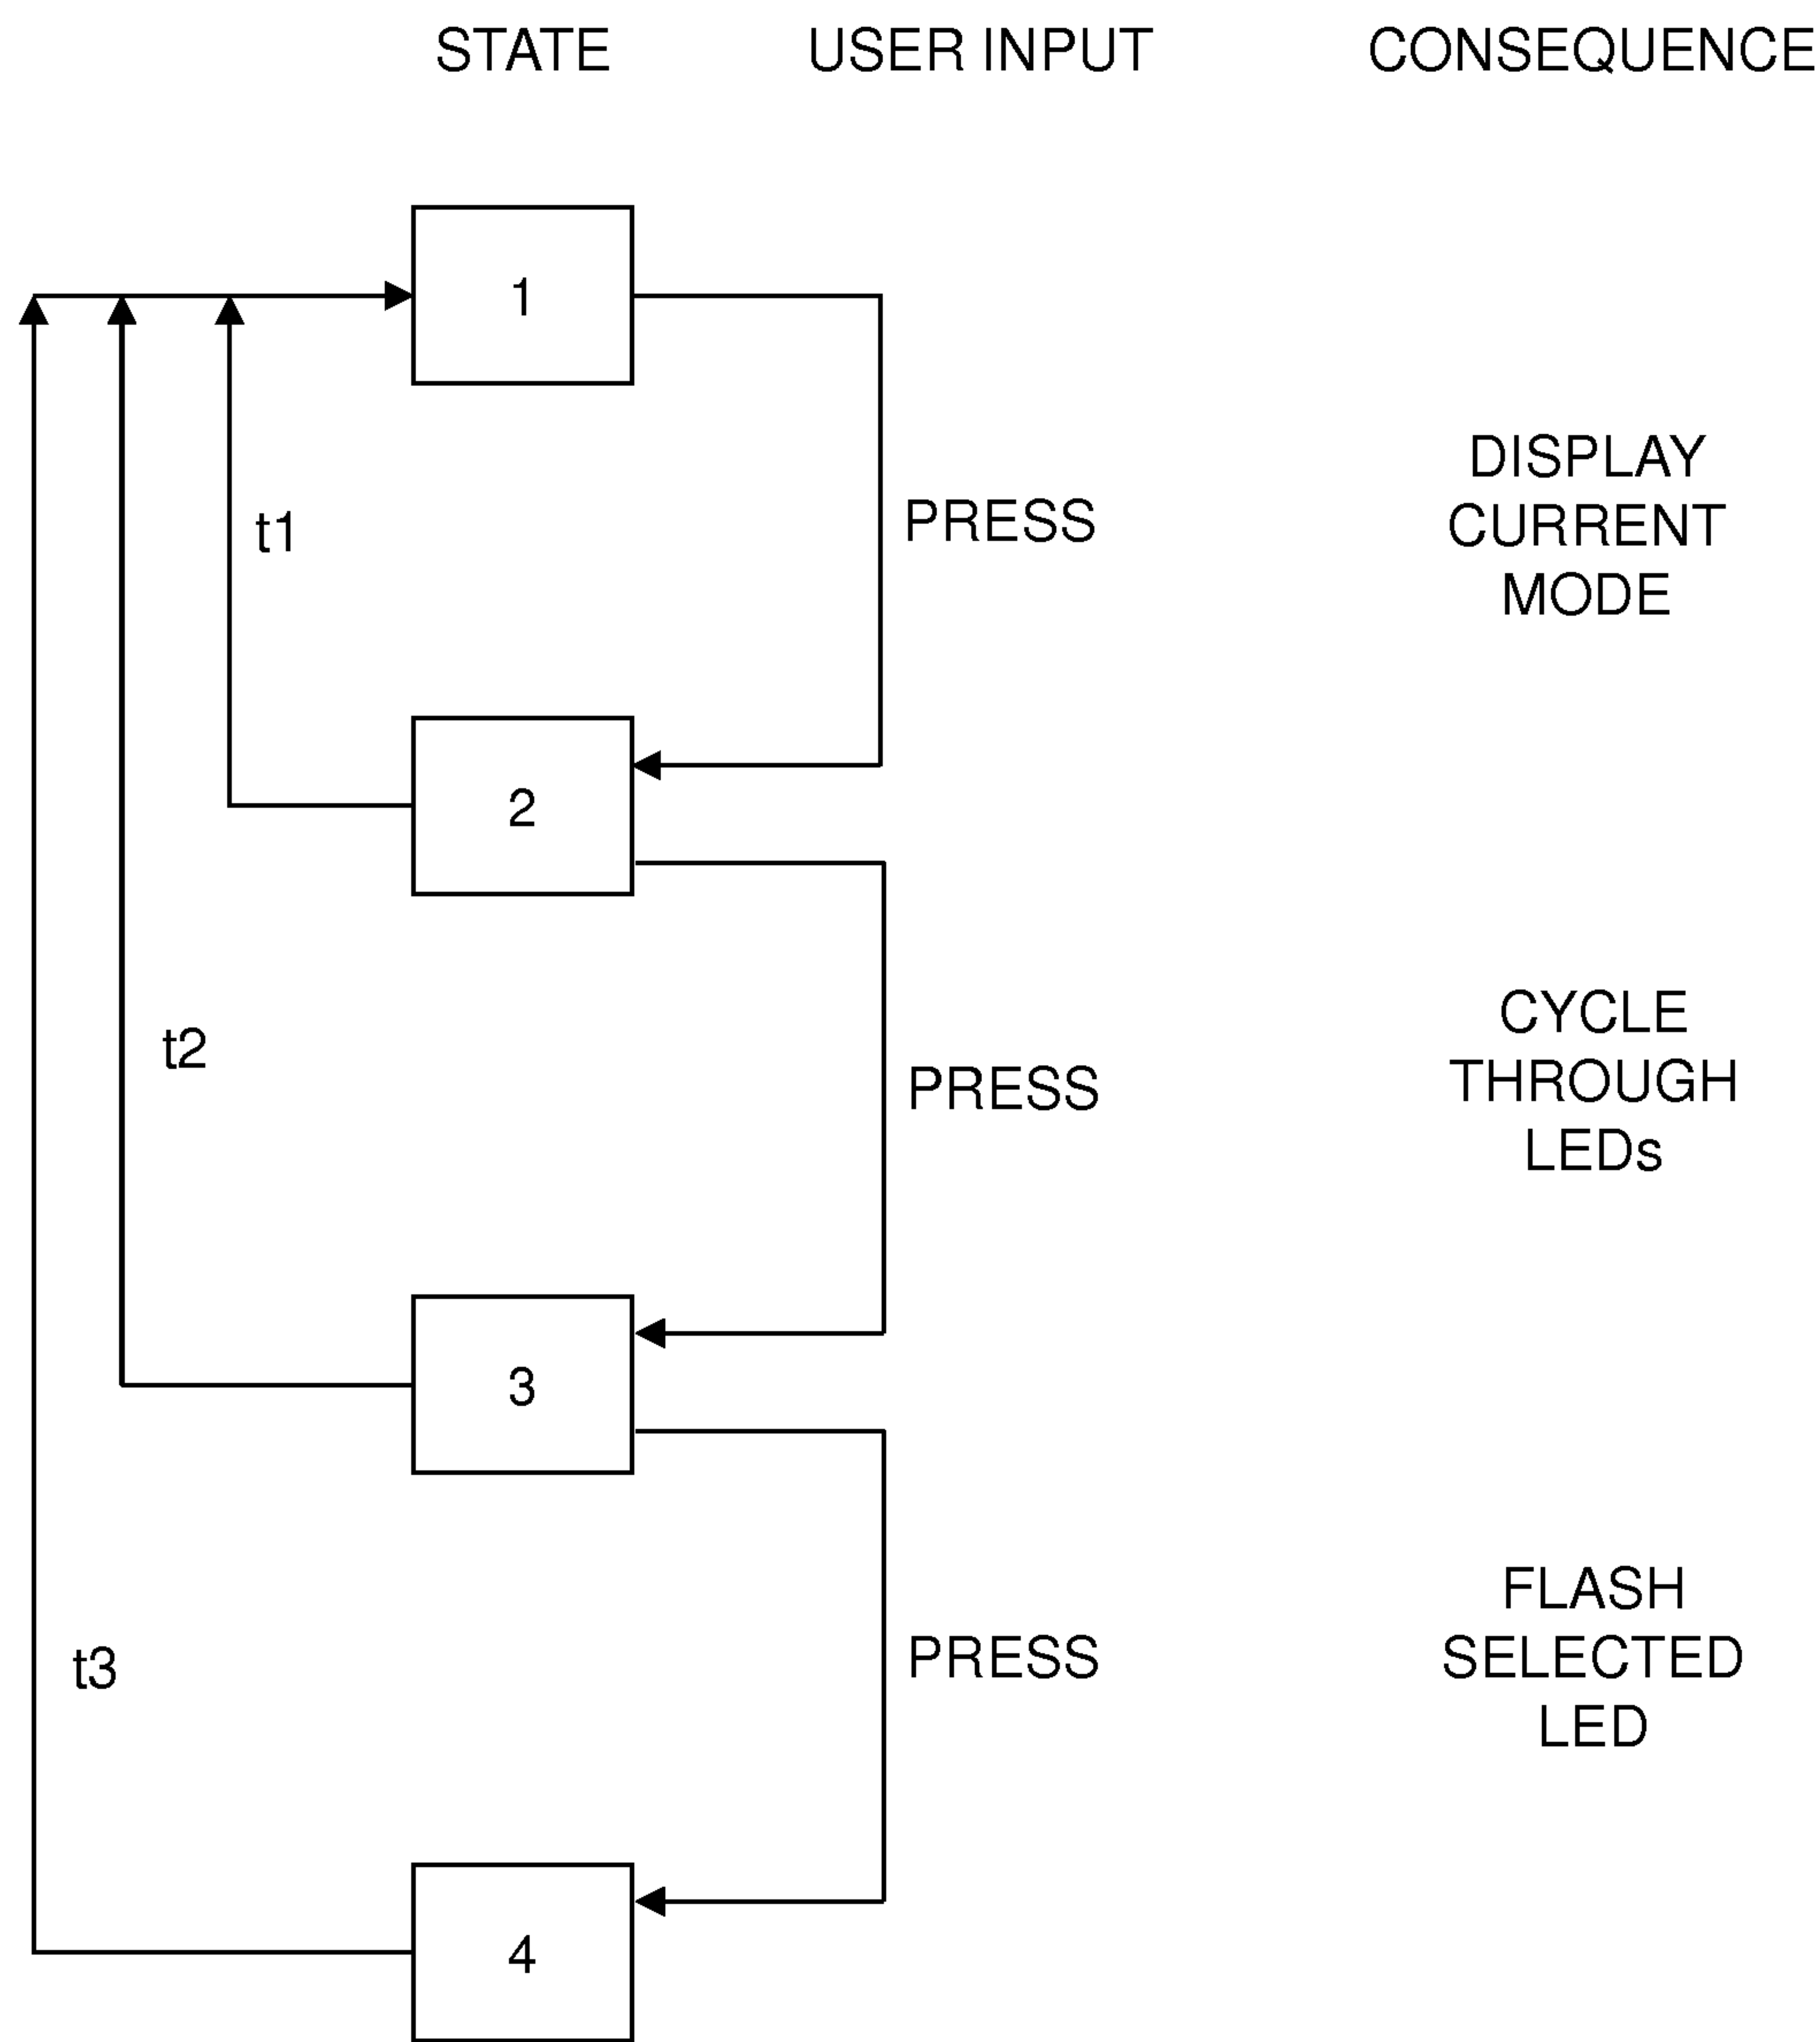 STATE USER INPUT CONSEQUENCE
1
t1
PRESS
DISPLAY
CURRENT
MODE
2
t2
PRESS
CYCLE
THROUGH
LEDs
3
t3
PRESS
FLASH
SELECTED
LED
4